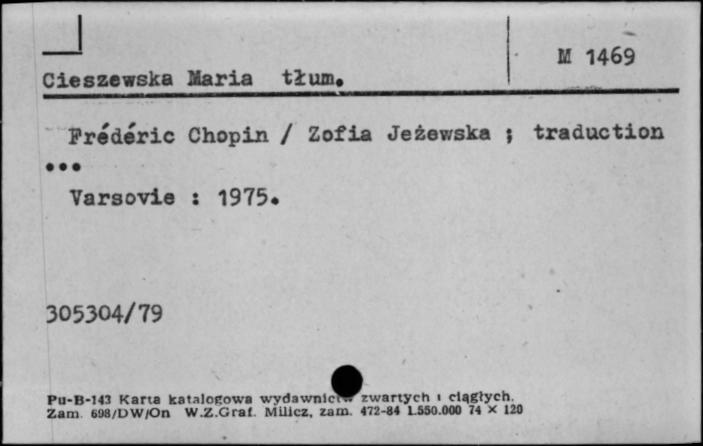 M 1469
Cieszewska Maria tłum.
Frédéric Chopin / Zofia Jeżewska ; traduction
...
Varsovie : 1975.
305304/79
Pu-B-143 Karta katalogowa wydawnictw zwartych i ciągłych.
Zam. 698/DW/On W.Z.Graf. Milicz, zam. 472-84 1.550.000 74 × 120